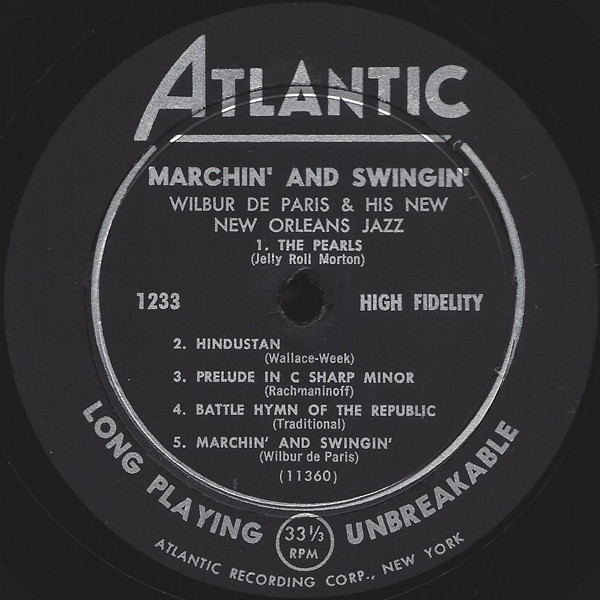 ATLANTIC
MARCHIN' AND SWINGIN'
WILBUR DE PARIS & HIS NEW
NEW ORLEANS JAZZ
1. THE PEARLS
(Jelly Roll Morton)
1233
HIGH FIDELITY
2. HINDUSTAN
(Wallace-Week)
3. PRELUDE IN C SHARP MINOR
(Rachmaninoff)
4. BATTLE HYMN OF THE REPUBLIC
(Traditional)
5. MARCHIN' AND SWINGIN'
(Wilbur de Paris)
(11360)
LONG PLAYING
33 1/3
RPM
UNBREAKABLE
ATLANTIC RECORDING CORP., NEW YORK